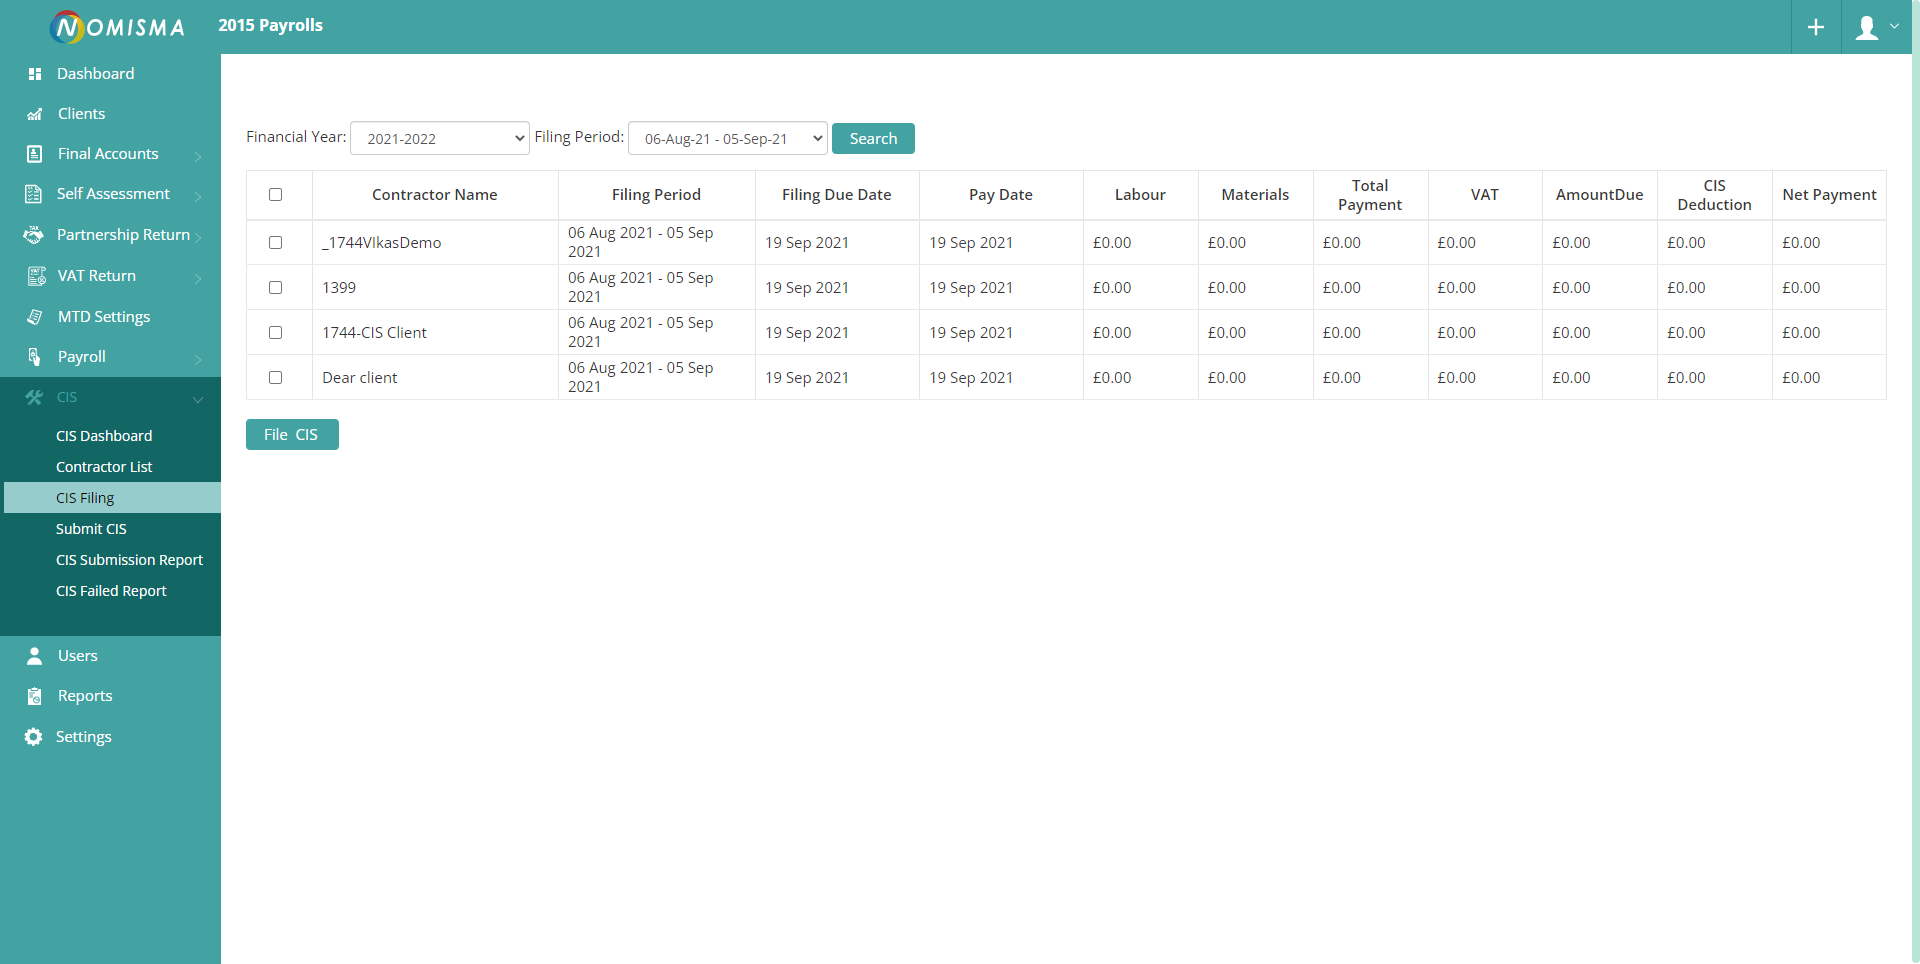 NOMISMA
2015 Payrolls
Dashboard
Clients
Final Accounts
Self Assessment
Partnership Return
VAT Return
MTD Settings
Payroll
CIS
CIS Dashboard
Contractor List
CIS Filing
Submit CIS
CIS Submission Report
CIS Failed Report
Users
Reports
Settings
Financial Year: 2021-2022 Filing Period: 06-Aug-21 - 05-Sep-21 Search
Contractor Name Filing Period Filing Due Date Pay Date Labour Materials Total Payment VAT AmountDue CIS Deduction Net Payment
_1744VIkasDemo 06 Aug 2021 - 05 Sep 2021 19 Sep 2021 19 Sep 2021 £0.00 £0.00 £0.00 £0.00 £0.00 £0.00 £0.00
1399 06 Aug 2021 - 05 Sep 2021 19 Sep 2021 19 Sep 2021 £0.00 £0.00 £0.00 £0.00 £0.00 £0.00 £0.00
1744-CIS Client 06 Aug 2021 - 05 Sep 2021 19 Sep 2021 19 Sep 2021 £0.00 £0.00 £0.00 £0.00 £0.00 £0.00 £0.00
Dear client 06 Aug 2021 - 05 Sep 2021 19 Sep 2021 19 Sep 2021 £0.00 £0.00 £0.00 £0.00 £0.00 £0.00 £0.00
File CIS